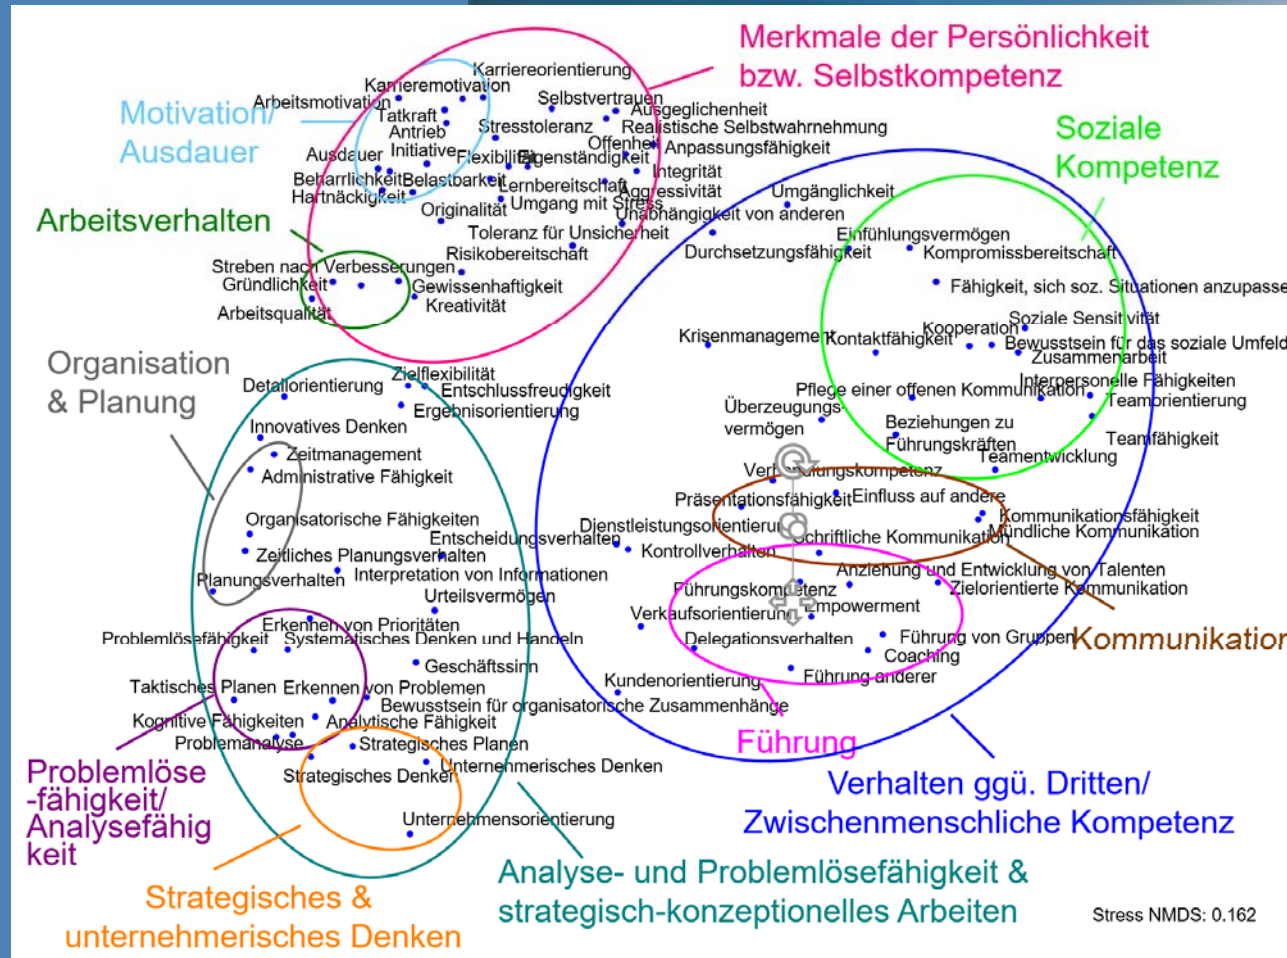 Merkmale der Persönlichkeit
bzw. Selbstkompetenz
Karriereorientierung
Karrieremotivation
Arbeitsmotivation
Selbstvertrauen
Ausgeglichenheit
Motivation/
Ausdauer
Tatkraft
Antrieb
Initiative
Stresstoleranz
Realistische Selbstwahrnehmung
Offenheit
Anpassungsfähigkeit
Soziale
Kompetenz
Ausdauer
Flexibilität
Eigenständigkeit
Integrität
Beharrlichkeit
Belastbarkeit
Lernbereitschaft
Aggressivität
Umgänglichkeit
Hartnäckigkeit
Umgang mit Stress
Originalität
Unabhängigkeit von anderen
Arbeitsverhalten
Toleranz für Unsicherheit
Einfühlungsvermögen
Risikobereitschaft
Durchsetzungsfähigkeit
Kompromissbereitschaft
Streben nach Verbesserungen
Gründlichkeit
Gewissenhaftigkeit
Fähigkeit, sich soz. Situationen anzupasse
Kreativität
Arbeitsqualität
Soziale Sensitivität
Kooperation
Krisenmanagement
Kontaktfähigkeit
Bewusstsein für das soziale Umfeld
Zusammenarbeit
Organisation
& Planung
Zielflexibilität
Detailorientierung
Entschlussfreudigkeit
Interpersonelle Fähigkeiten
Pflege einer offenen Kommunikation
Teamorientierung
Ergebnisorientierung
Überzeugungs-
vermögen
Innovatives Denken
Beziehungen zu
Führungskräften
Teamfähigkeit
Zeitmanagement
Teamentwicklung
Administrative Fähigkeit
Verhandlungskompetenz
Präsentationsfähigkeit
Einfluss auf andere
Organisatorische Fähigkeiten
Dienstleistungsorientierung
Kommunikationsfähigkeit
Mündliche Kommunikation
Entscheidungsverhalten
Schriftliche Kommunikation
Kontrollverhalten
Zeitliches Planungsverhalten
Interpretation von Informationen
Anziehung und Entwicklung von Talenten
Planungsverhalten
Führungskompetenz
Zielorientierte Kommunikation
Urteilsvermögen
Empowerment
Verkaufsorientierung
Erkennen von Prioritäten
Problemlösefähigkeit
Systematisches Denken und Handeln
Delegationsverhalten
Führung von Gruppen
Kommunikation
Coaching
Geschäftssinn
Führung anderer
Kundenorientierung
Taktisches Planen
Erkennen von Problemen
Bewusstsein für organisatorische Zusammenhänge
Kognitive Fähigkeiten
Analytische Fähigkeit
Problemanalyse
Strategisches Planen
Führung
Strategisches Denken
Unternehmerisches Denken
Problemlöse
-fähigkeit/
Analysefähig
keit
Verhalten ggü. Dritten/
Zwischenmenschliche Kompetenz
Unternehmensorientierung
Analyse- und Problemlösefähigkeit &
strategisch-konzeptionelles Arbeiten
Strategisches &
unternehmerisches Denken
Stress NMDS: 0.162